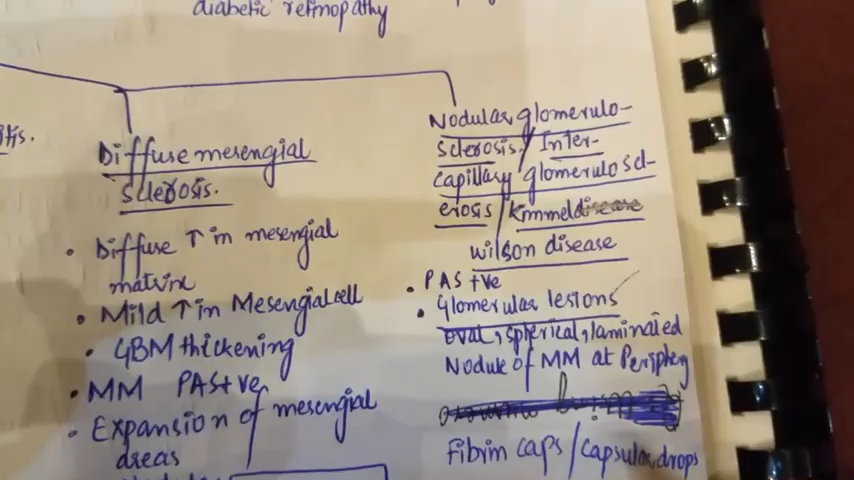 diabetic retinopathy
Diffuse mesengial
Sclerosis.
• Diffuse ↑ in mesengial
matrix
• Mild ↑ in Mesengial cell
• GBM thickening
• MM PAS+ve
• Expansion of mesengial
areas
Nodular glomerulo-
sclerosis / Inter-
capillary glomeruloscl-
erosis / Kimmel
wilson disease
• PAS +ve
• Glomerular lesions
oval, spherical, laminated
Nodule of MM at Periphery
Fibrin caps / Capsular drops